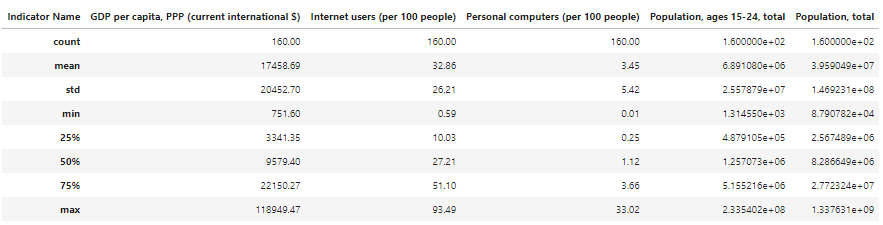 Indicator Name GDP per capita, PPP (current international $) Internet users (per 100 people) Personal computers (per 100 people) Population, ages 15-24, total Population, total
count 160.00 160.00 160.00 1.600000e+02 1.600000e+02
mean 17458.69 32.86 3.45 6.891080e+06 3.959049e+07
std 20452.70 26.21 5.42 2.557879e+07 1.469231e+08
min 751.60 0.59 0.01 1.314550e+03 8.790782e+04
25% 3341.35 10.03 0.25 4.879105e+05 2.567489e+06
50% 9579.40 27.21 1.12 1.257073e+06 8.286649e+06
75% 22150.27 51.10 3.66 5.155216e+06 2.772324e+07
max 118949.47 93.49 33.02 2.335402e+08 1.337631e+09